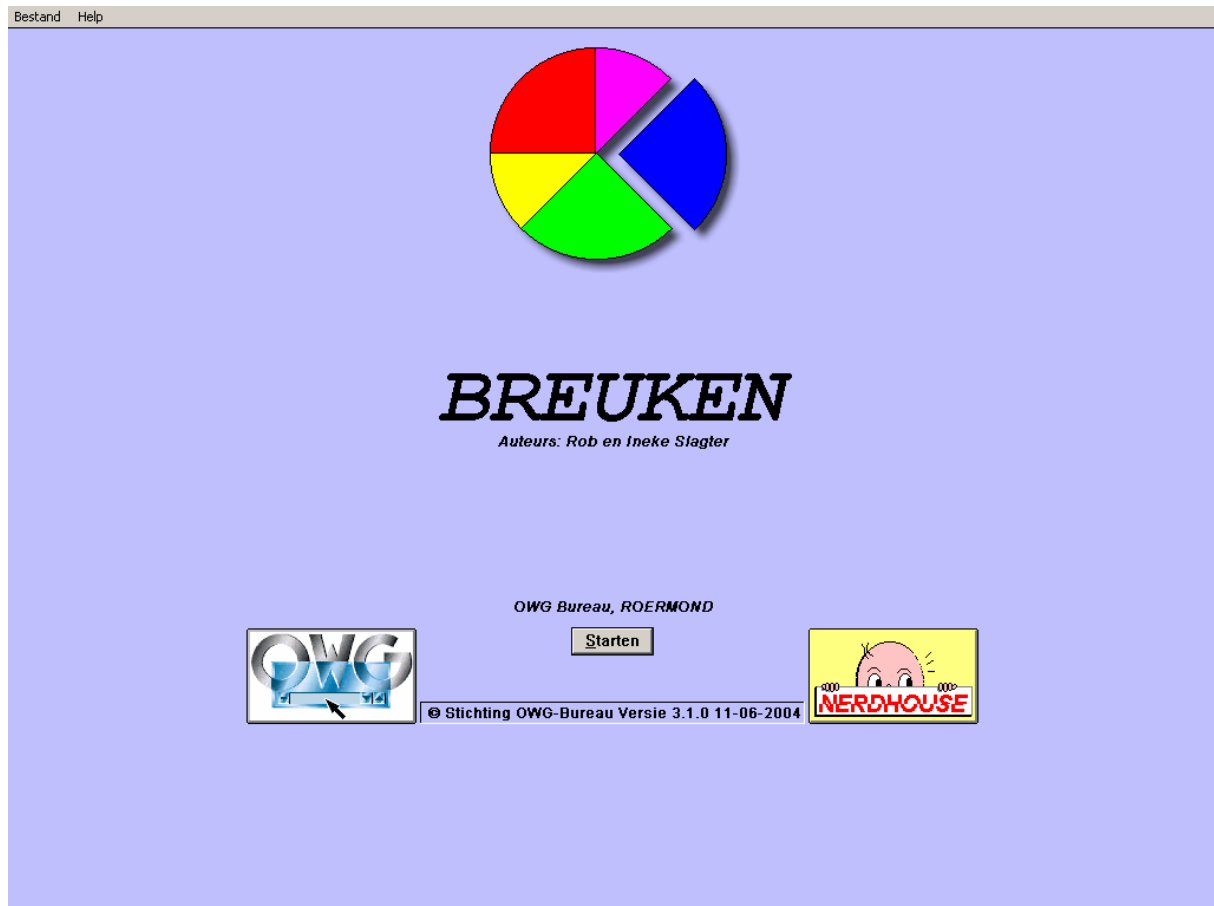 Bestand Help
BREUKEN
Auteurs: Rob en Ineke Slagter
OWG Bureau, ROERMOND
Starten
OWG
© Stichting OWG-Bureau Versie 3.1.0 11-06-2004
NERDHOUSE